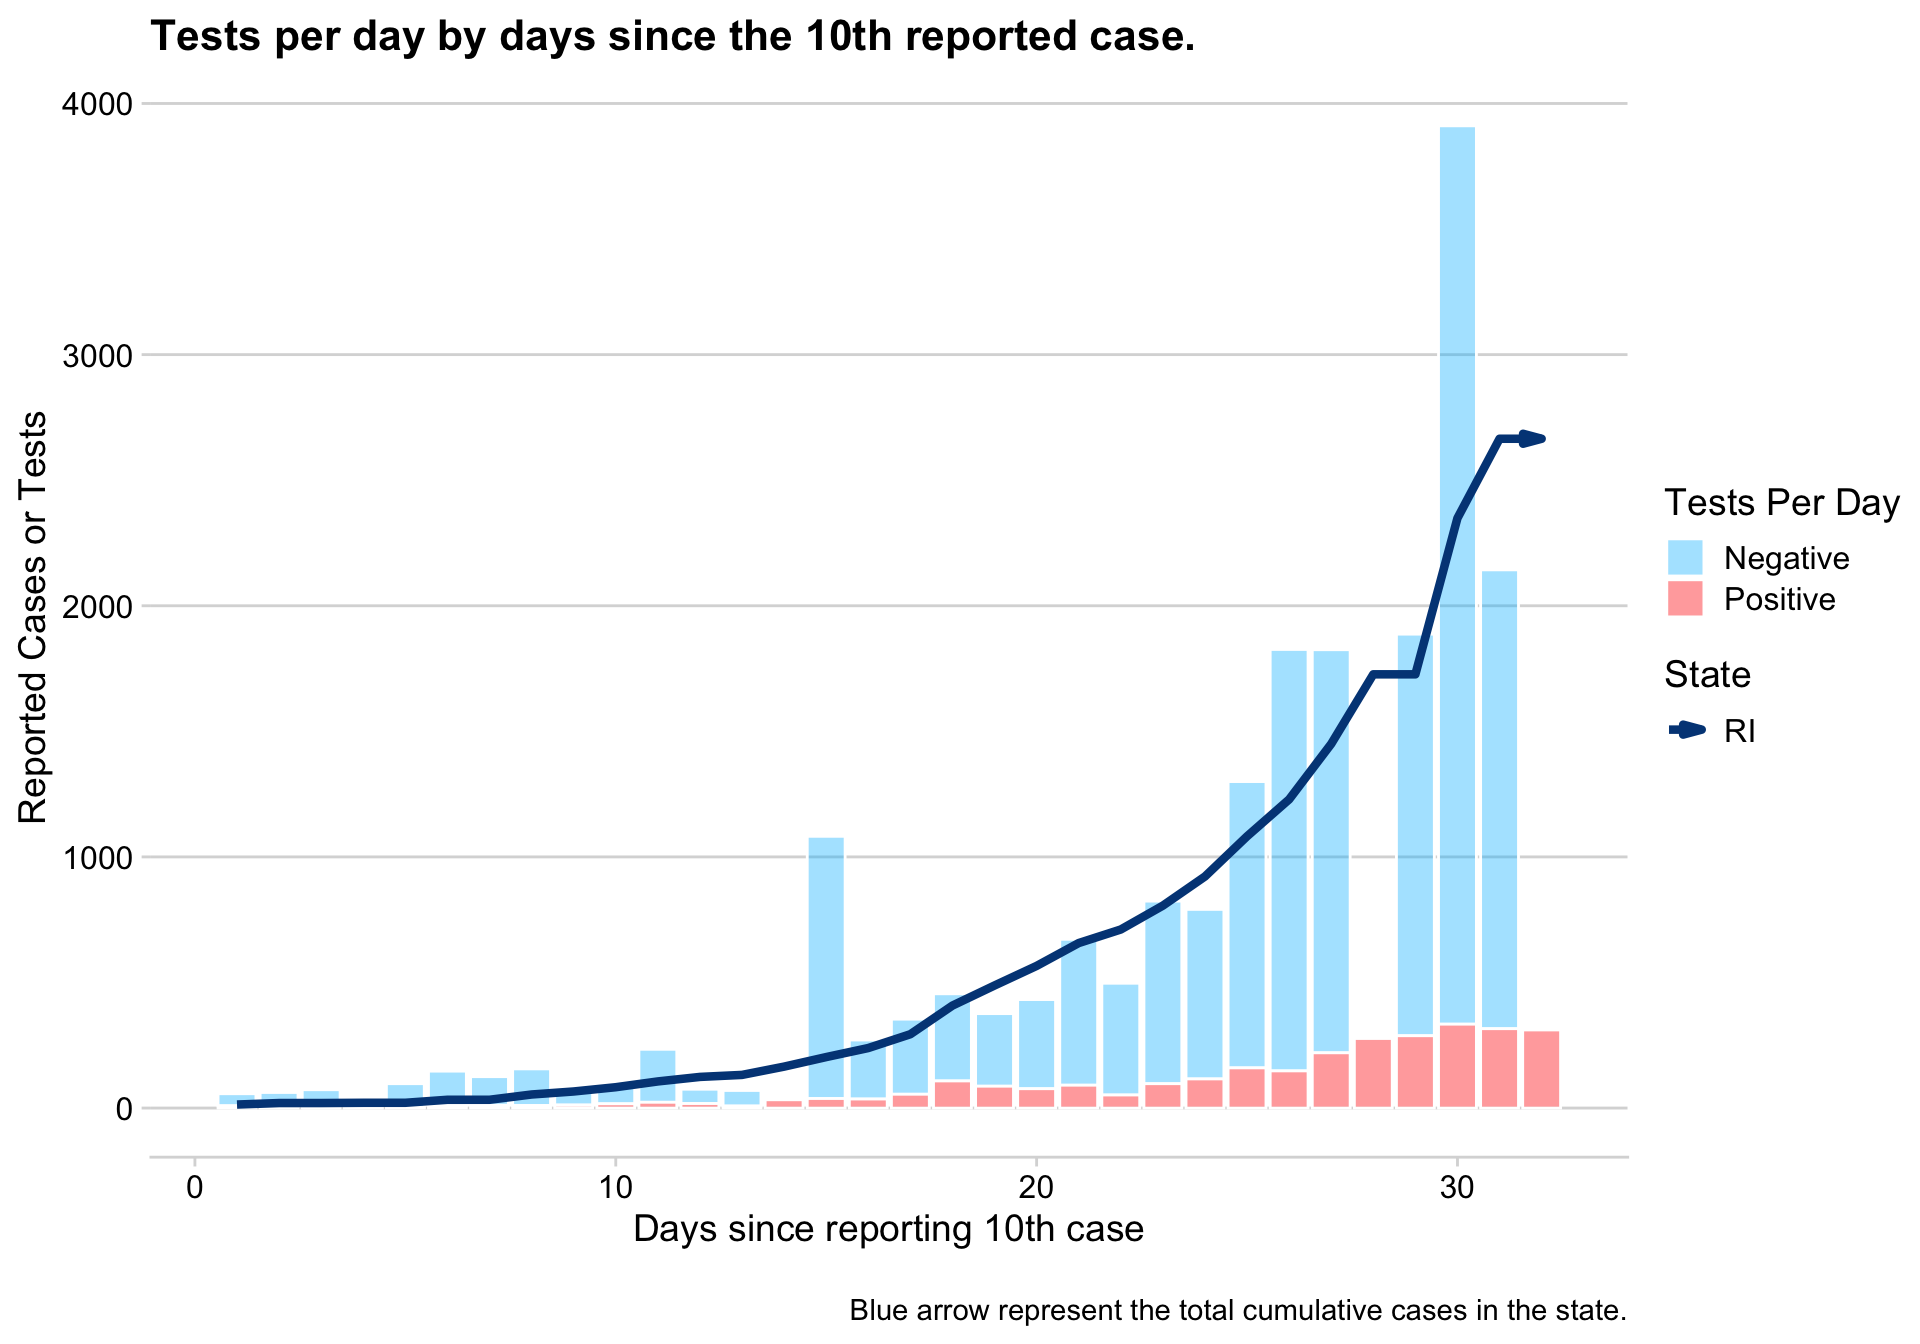 Tests per day by days since the 10th reported case.
4000
3000
2000
1000
0
Reported Cases or Tests
0 10 20 30
Days since reporting 10th case
Tests Per Day
Negative
Positive
State
RI
Blue arrow represent the total cumulative cases in the state.